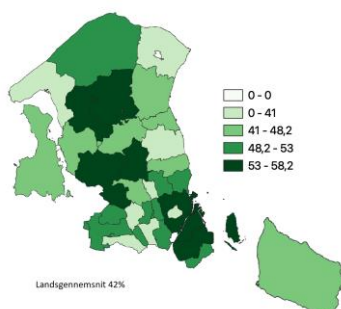 0 - 0
0 - 41
41 - 48,2
48,2 - 53
53 - 58,2
Landsgennemsnit 42%